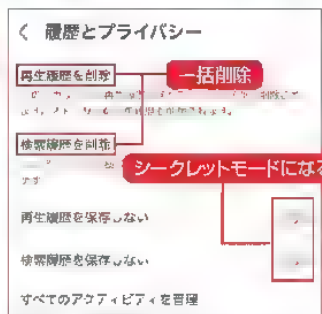 く 履歴とプライバシー
再生履歴を削除
一括削除
検索履歴を削除
シークレットモードになる
再生履歴を保存しない
検索履歴を保存しない
すべてのアクティビティを管理